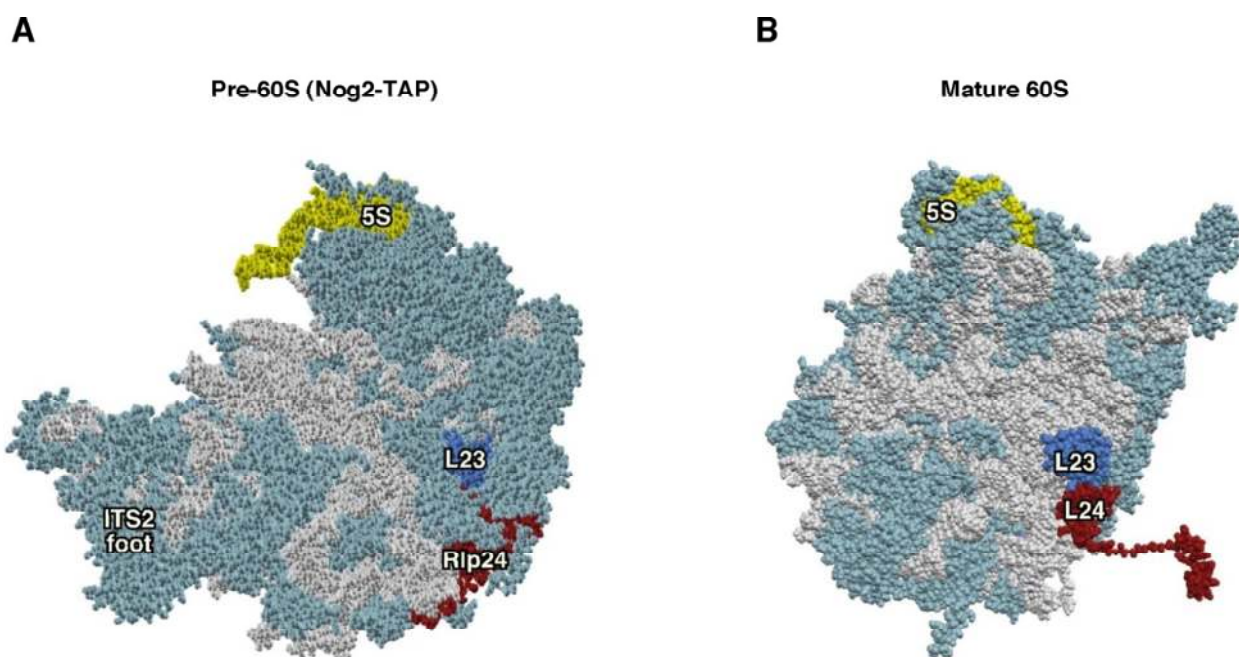 A
B
Pre-60S (Nog2-TAP)
Mature 60S
5S
5S
L23
L23
L24
ITS2
foot
Rlp24